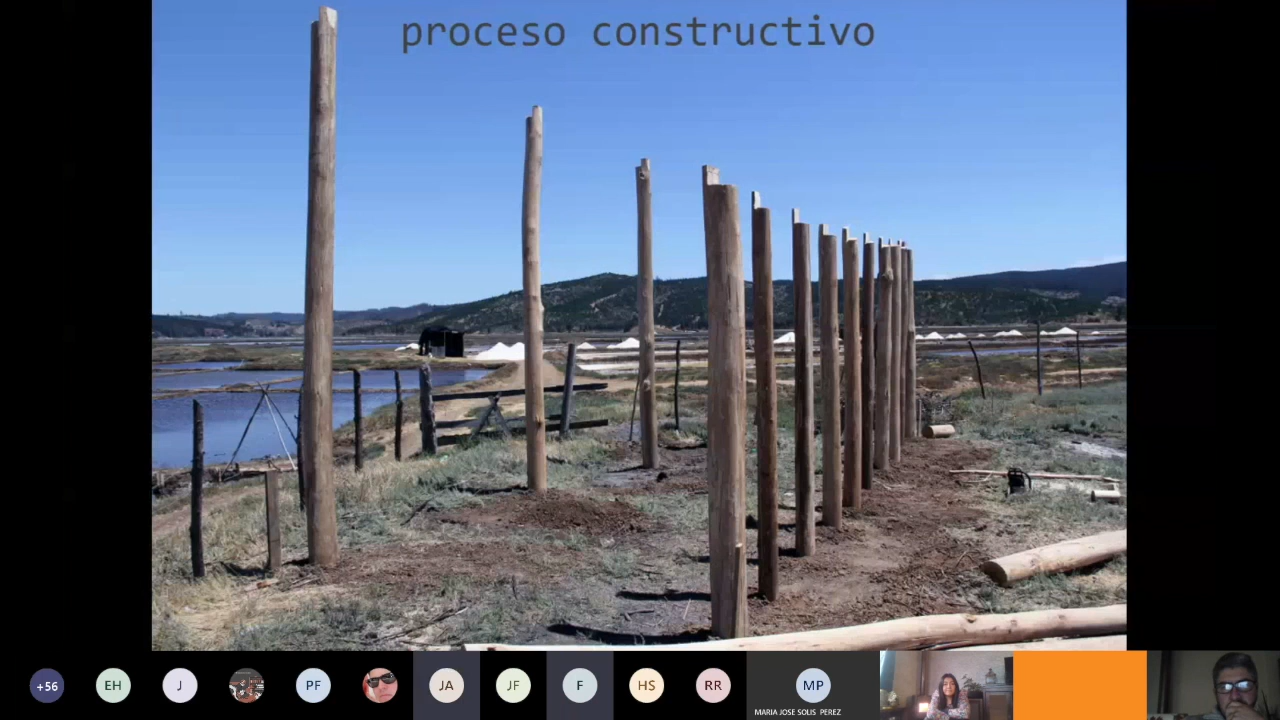 proceso constructivo
+56
EH
J
PF
JA
JF
F
HS
RR
MP
MARIA JOSE SOLIS PEREZ